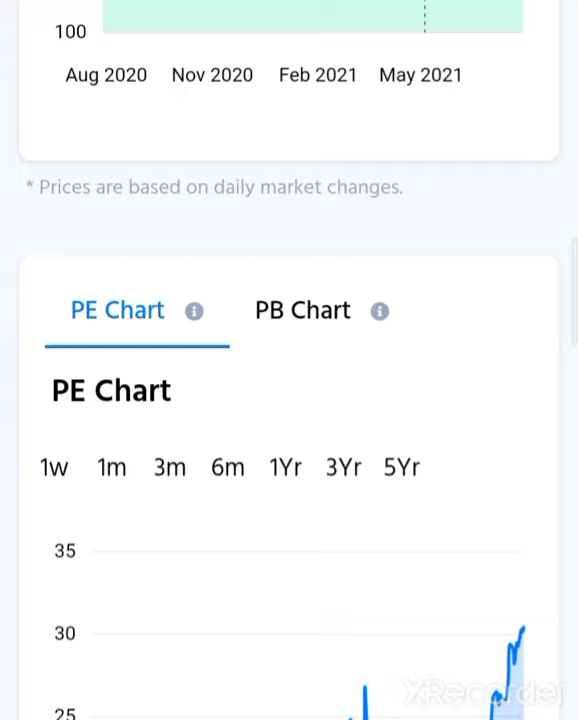 100
Aug 2020 Nov 2020 Feb 2021 May 2021
* Prices are based on daily market changes.
PE Chart PB Chart
PE Chart
1w 1m 3m 6m 1Yr 3Yr 5Yr
35
30
25
XRecorder